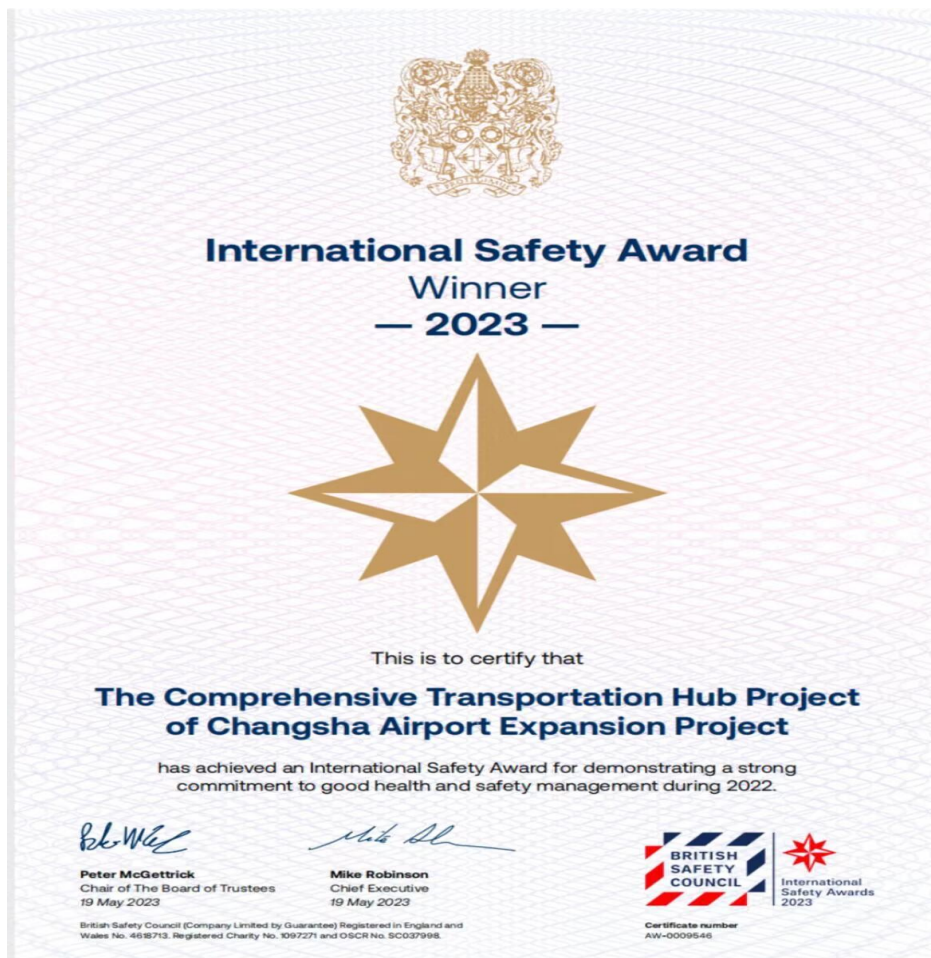 International Safety Award
Winner
— 2023 —
This is to certify that
The Comprehensive Transportation Hub Project
of Changsha Airport Expansion Project
has achieved an International Safety Award for demonstrating a strong
commitment to good health and safety management during 2022.
Peter McGettrick
Chair of The Board of Trustees
19 May 2023
Mike Robinson
Chief Executive
19 May 2023
British Safety Council (Company Limited by Guarantee) Registered in England and
Wales No. 4618713. Registered Charity No. 1097271 and OSCR No. SC037998.
BRITISH
SAFETY
COUNCIL
International
Safety Awards
2023
Certificate number
AW-0009546